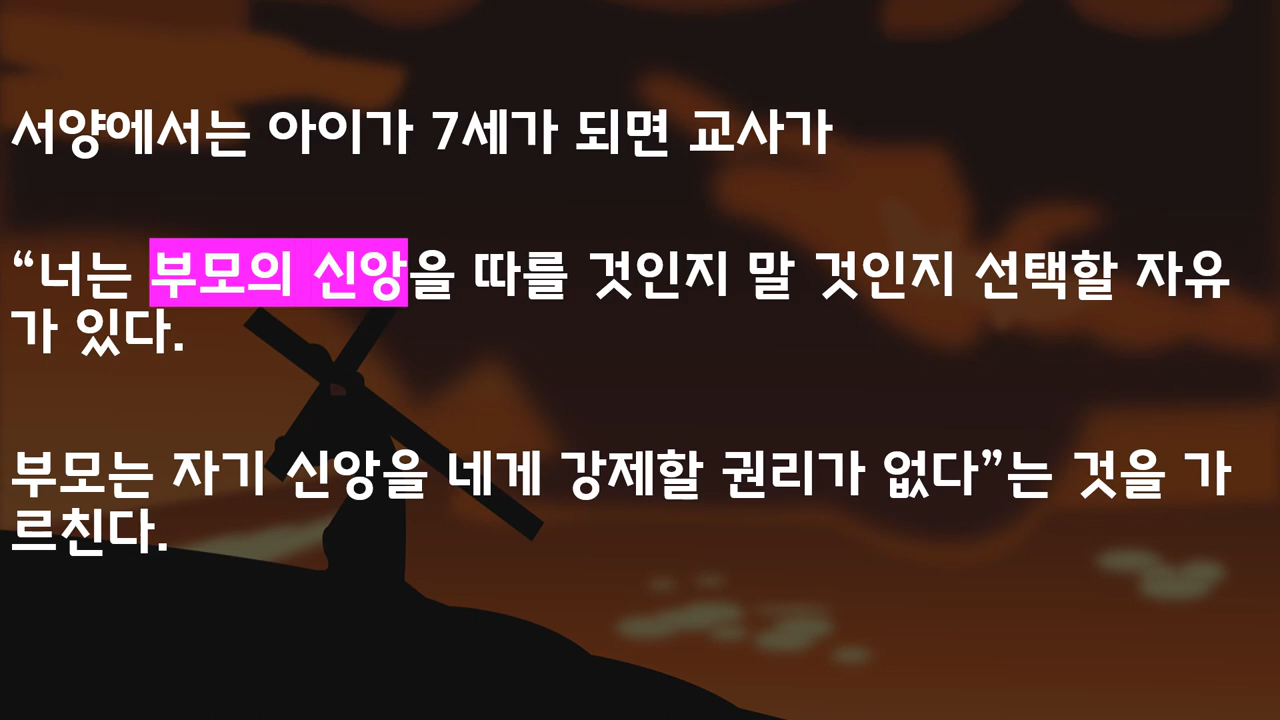 서양에서는 아이가 7세가 되면 교사가
“너는 부모의 신앙을 따를 것인지 말 것인지 선택할 자유
가 있다.
부모는 자기 신앙을 네게 강제할 권리가 없다”는 것을 가
르친다.